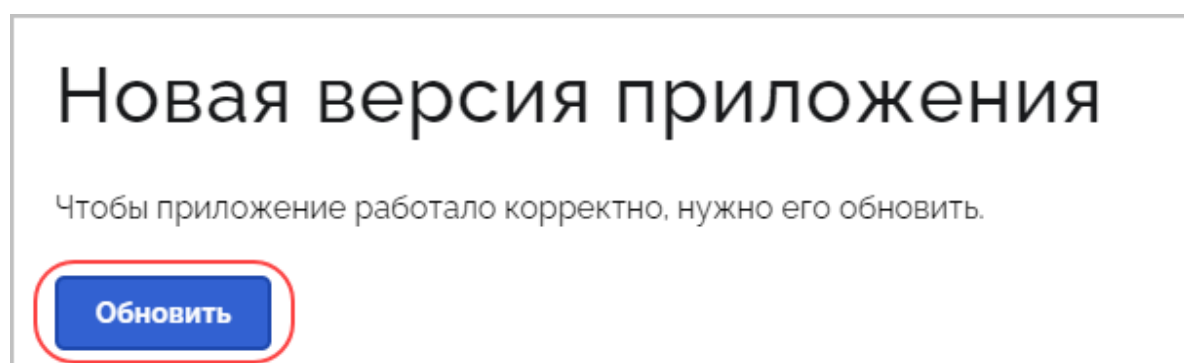 Новая версия приложения
Чтобы приложение работало корректно, нужно его обновить.
Обновить